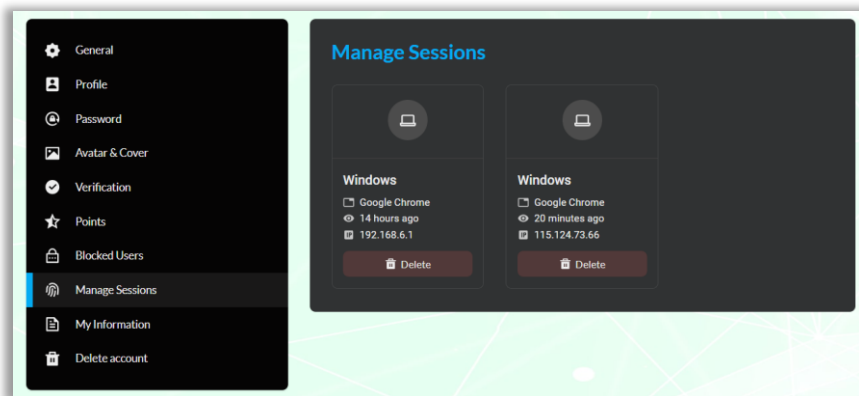 General
Profile
Password
Avatar & Cover
Verification
Points
Blocked Users
Manage Sessions
My Information
Delete account
Manage Sessions
Windows
Google Chrome
14 hours ago
IP 192.168.6.1
Delete
Windows
Google Chrome
20 minutes ago
IP 115.124.73.66
Delete